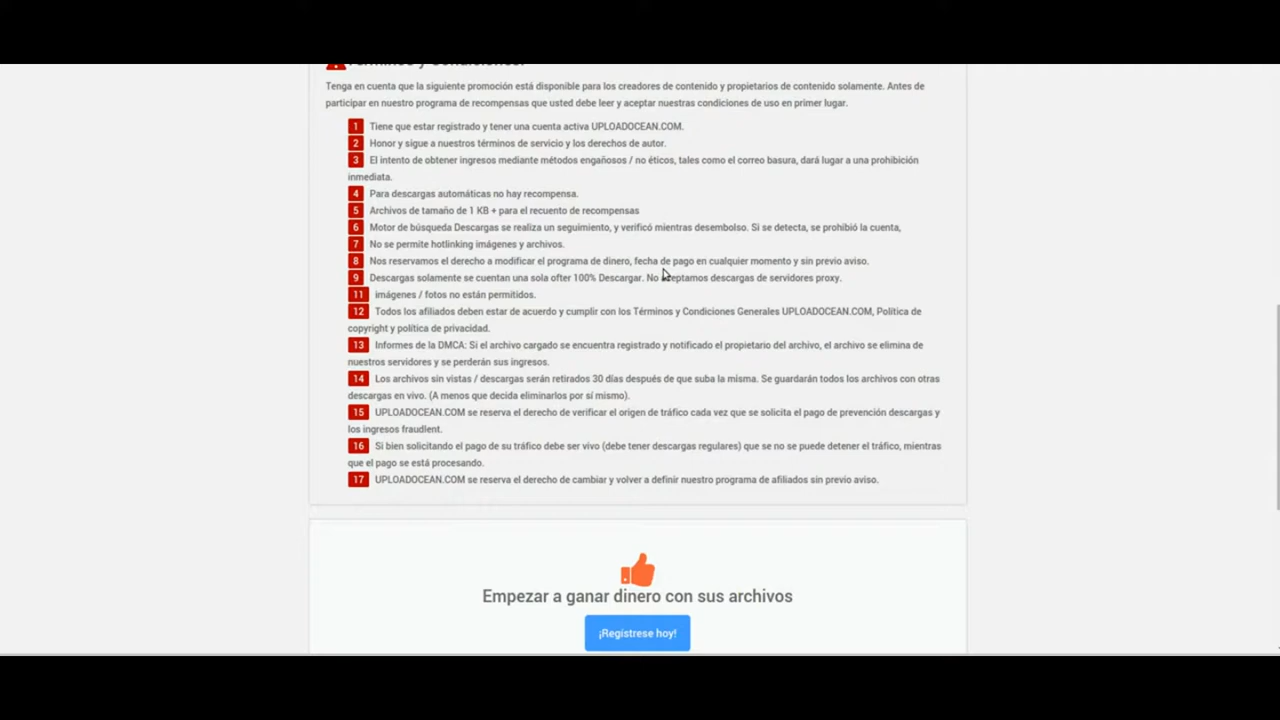 Términos y Condiciones:
Tenga en cuenta que la siguiente promoción está disponible para los creadores de contenido y propietarios de contenido solamente. Antes de
participar en nuestro programa de recompensas que usted debe leer y aceptar nuestras condiciones de uso en primer lugar.
1 Tiene que estar registrado y tener una cuenta activa UPLOADOCEAN.COM.
2 Honor y sigue a nuestros términos de servicio y los derechos de autor.
3 El intento de obtener ingresos mediante métodos engañosos / no éticos, tales como el correo basura, dará lugar a una prohibición
inmediata.
4 Para descargas automáticas no hay recompensa.
5 Archivos de tamaño de 1 KB + para el recuento de recompensas
6 Motor de búsqueda Descargas se realiza un seguimiento, y verificó mientras desembolso. Si se detecta, se prohibió la cuenta,
7 No se permite hotlinking imágenes y archivos.
8 Nos reservamos el derecho a modificar el programa de dinero, fecha de pago en cualquier momento y sin previo aviso.
9 Descargas solamente se cuentan una sola ofter 100% Descargar. No aceptamos descargas de servidores proxy.
11 imágenes / fotos no están permitidos.
12 Todos los afiliados deben estar de acuerdo y cumplir con los Términos y Condiciones Generales UPLOADOCEAN.COM, Política de
copyright y política de privacidad.
13 Informes de la DMCA: Si el archivo cargado se encuentra registrado y notificado el propietario del archivo, el archivo se elimina de
nuestros servidores y se perderán sus ingresos.
14 Los archivos sin vistas / descargas serán retirados 30 días después de que suba la misma. Se guardarán todos los archivos con otras
descargas en vivo. (A menos que decida eliminarlos por sí mismo).
15 UPLOADOCEAN.COM se reserva el derecho de verificar el origen de tráfico cada vez que se solicita el pago de prevención descargas y
los ingresos fraudlent.
16 Si bien solicitando el pago de su tráfico debe ser vivo (debe tener descargas regulares) que se no se puede detener el tráfico, mientras
que el pago se está procesando.
17 UPLOADOCEAN.COM se reserva el derecho de cambiar y volver a definir nuestro programa de afiliados sin previo aviso.
Empezar a ganar dinero con sus archivos
¡Regístrese hoy!